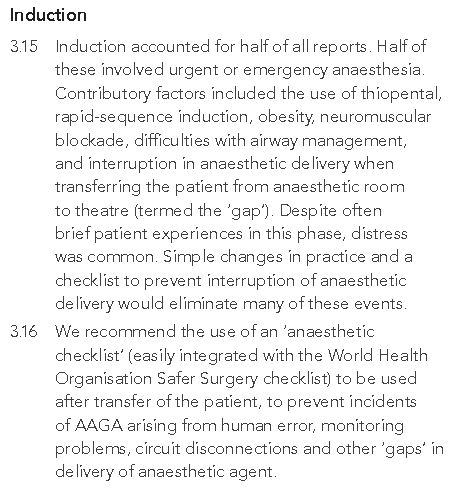 Induction
3.15 Induction accounted for half of all reports. Half of
these involved urgent or emergency anaesthesia.
Contributory factors included the use of thiopental,
rapid-sequence induction, obesity, neuromuscular
blockade, difficulties with airway management,
and interruption in anaesthetic delivery when
transferring the patient from anaesthetic room
to theatre (termed the ‘gap’). Despite often
brief patient experiences in this phase, distress
was common. Simple changes in practice and a
checklist to prevent interruption of anaesthetic
delivery would eliminate many of these events.
3.16 We recommend the use of an ‘anaesthetic
checklist’ (easily integrated with the World Health
Organisation Safer Surgery checklist) to be used
after transfer of the patient, to prevent incidents
of AAGA arising from human error, monitoring
problems, circuit disconnections and other ‘gaps’ in
delivery of anaesthetic agent.